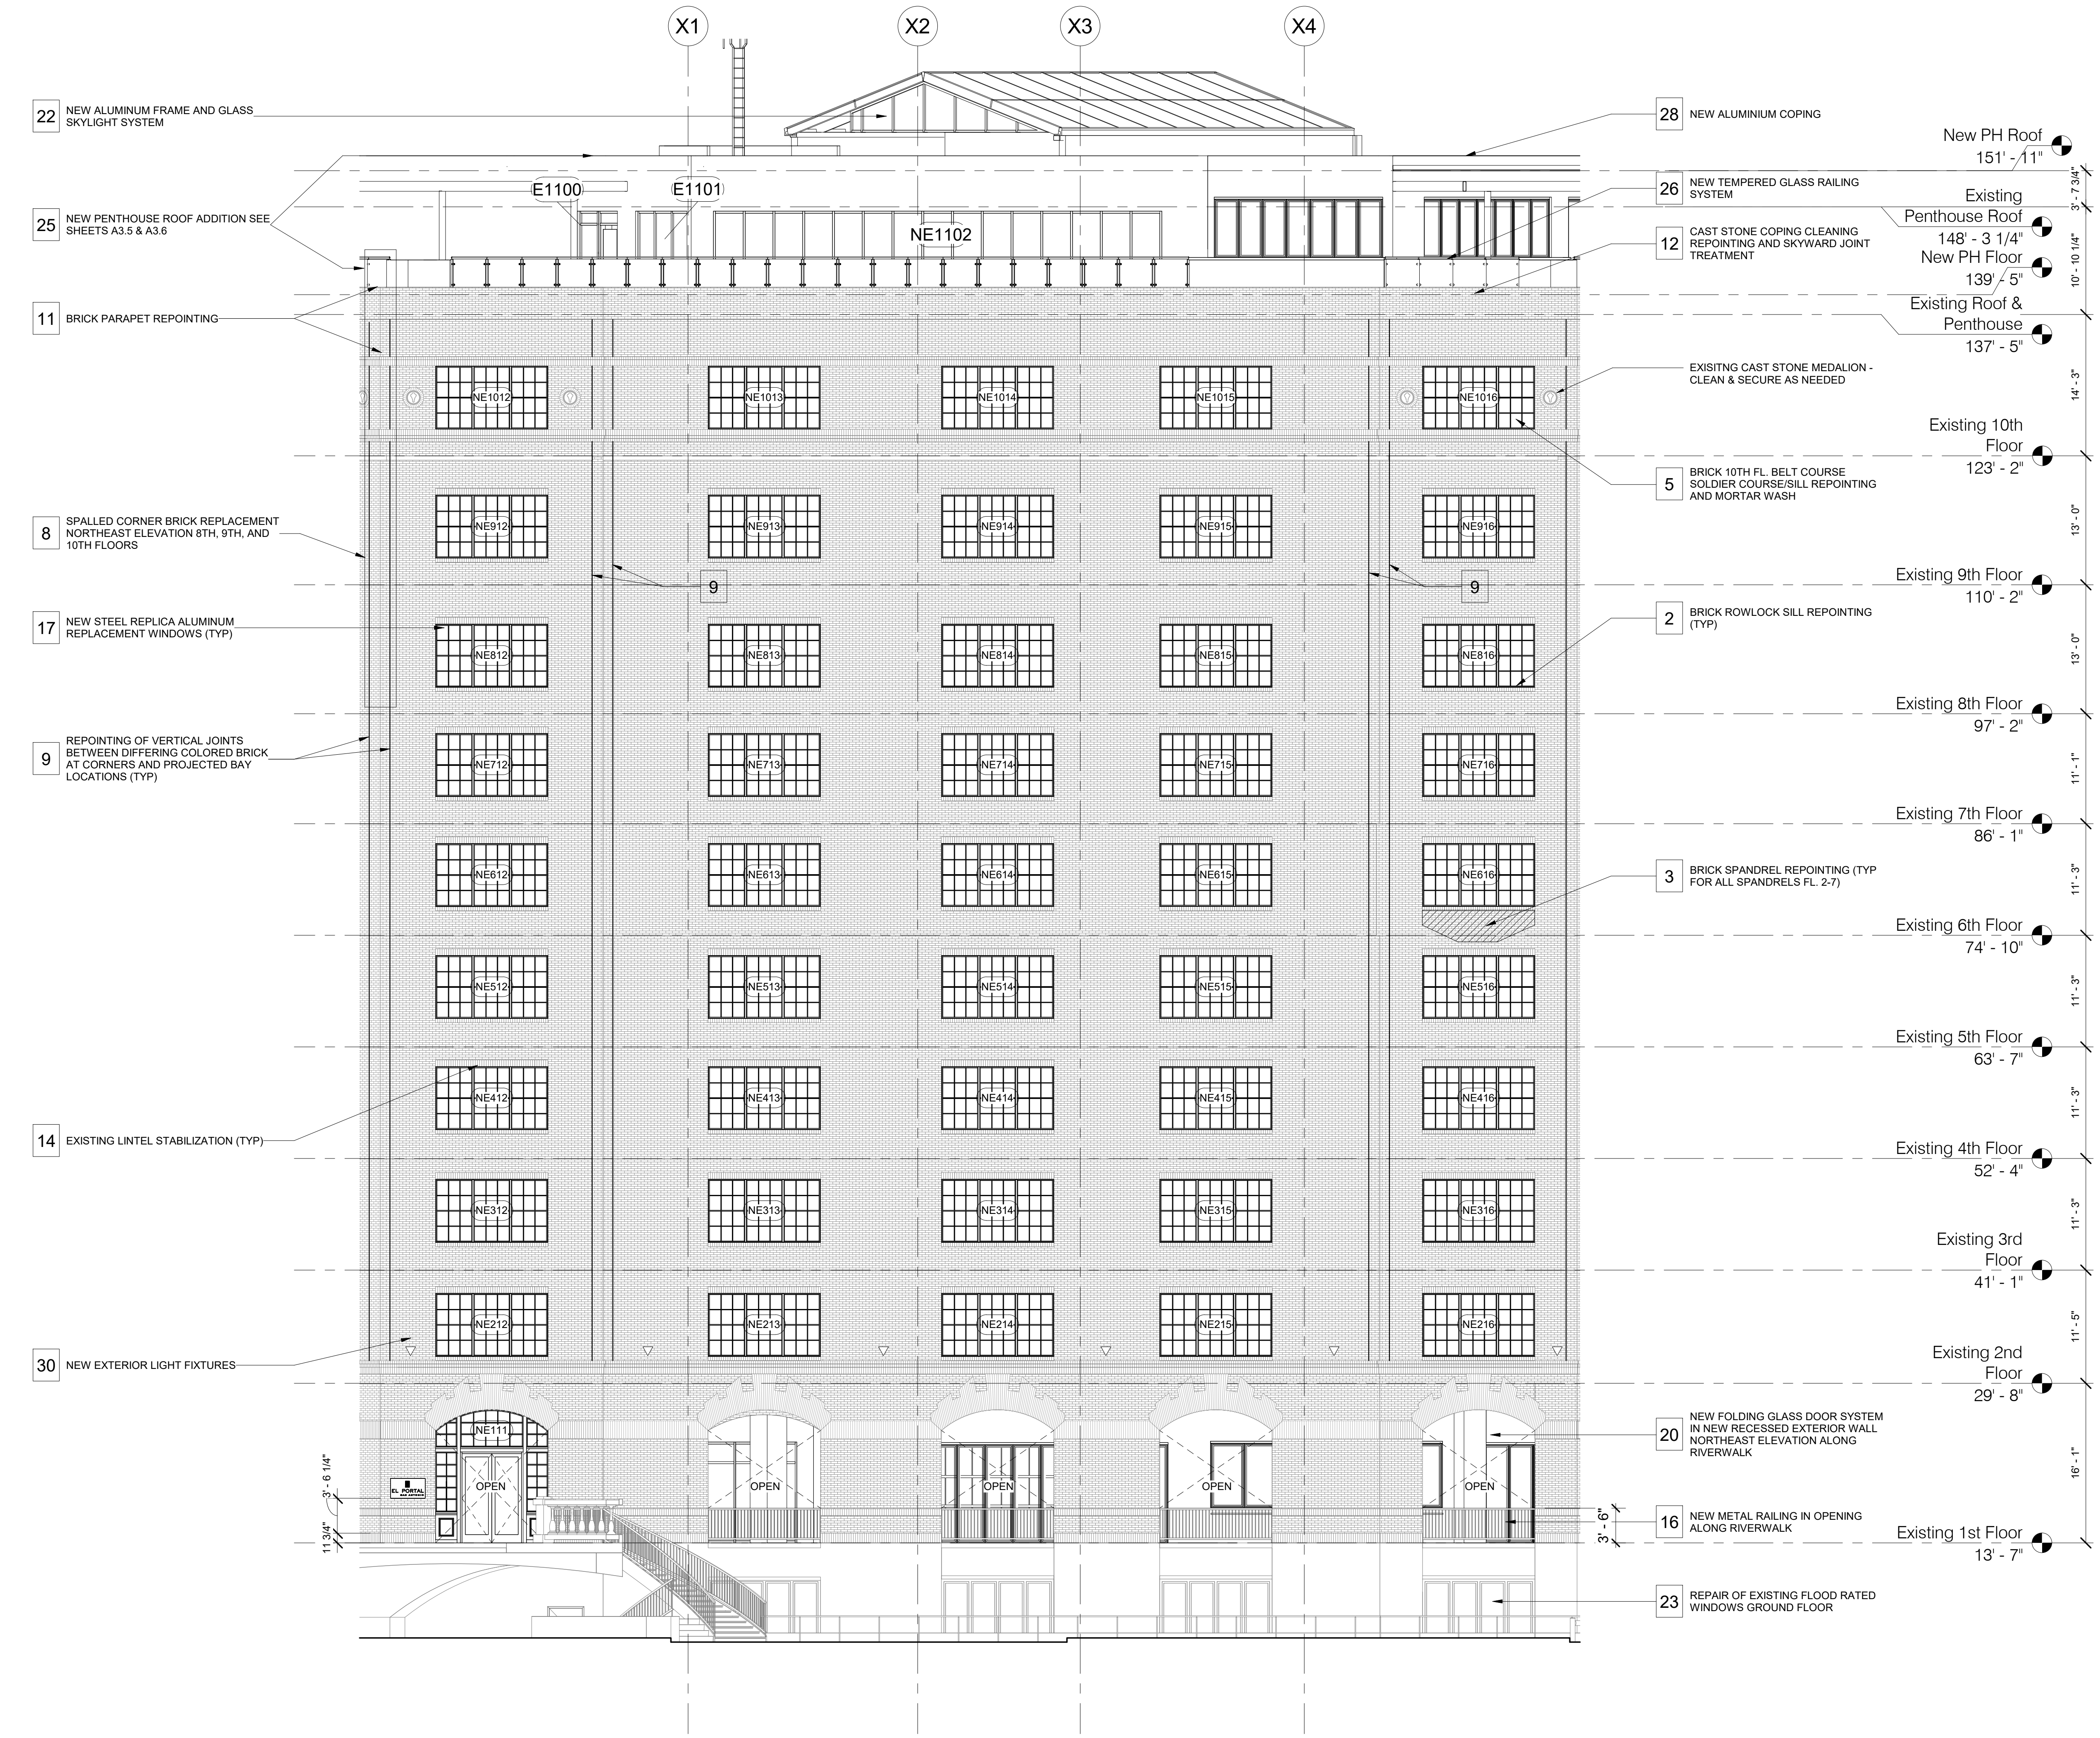 X1 X2 X3 X4
22 NEW ALUMINUM FRAME AND GLASS
SKYLIGHT SYSTEM
25 NEW PENTHOUSE ROOF ADDITION SEE
SHEETS A3.5 & A3.6
11 BRICK PARAPET REPOINTING
8 SPALLED CORNER BRICK REPLACEMENT
NORTHEAST ELEVATION 8TH, 9TH, AND
10TH FLOORS
17 NEW STEEL REPLICA ALUMINUM
REPLACEMENT WINDOWS (TYP)
9 REPOINTING OF VERTICAL JOINTS
BETWEEN DIFFERING COLORED BRICK
AT CORNERS AND PROJECTED BAY
LOCATIONS (TYP)
14 EXISTING LINTEL STABILIZATION (TYP)
30 NEW EXTERIOR LIGHT FIXTURES
3' - 6 1/4"
11 3/4"
E1100 E1101
NE1102
NE1012 NE1013 NE1014 NE1015 NE1016
NE912 NE913 NE914 NE915 NE916
9 9
NE812 NE813 NE814 NE815 NE816
NE712 NE713 NE714 NE715 NE716
NE612 NE613 NE614 NE615 NE616
NE512 NE513 NE514 NE515 NE516
NE412 NE413 NE414 NE415 NE416
NE312 NE313 NE314 NE315 NE316
NE212 NE213 NE214 NE215 NE216
NE111
EL PORTAL
SAN ANTONIO
OPEN OPEN OPEN OPEN OPEN
3' - 6"
28 NEW ALUMINIUM COPING
26 NEW TEMPERED GLASS RAILING
SYSTEM
12 CAST STONE COPING CLEANING
REPOINTING AND SKYWARD JOINT
TREATMENT
EXISITNG CAST STONE MEDALION -
CLEAN & SECURE AS NEEDED
5 BRICK 10TH FL. BELT COURSE
SOLDIER COURSE/SILL REPOINTING
AND MORTAR WASH
2 BRICK ROWLOCK SILL REPOINTING
(TYP)
3 BRICK SPANDREL REPOINTING (TYP
FOR ALL SPANDRELS FL. 2-7)
20 NEW FOLDING GLASS DOOR SYSTEM
IN NEW RECESSED EXTERIOR WALL
NORTHEAST ELEVATION ALONG
RIVERWALK
16 NEW METAL RAILING IN OPENING
ALONG RIVERWALK
23 REPAIR OF EXISTING FLOOD RATED
WINDOWS GROUND FLOOR
New PH Roof
151' - 11"
Existing
Penthouse Roof
148' - 3 1/4"
New PH Floor
139' - 5"
Existing Roof &
Penthouse
137' - 5"
Existing 10th
Floor
123' - 2"
Existing 9th Floor
110' - 2"
Existing 8th Floor
97' - 2"
Existing 7th Floor
86' - 1"
Existing 6th Floor
74' - 10"
Existing 5th Floor
63' - 7"
Existing 4th Floor
52' - 4"
Existing 3rd
Floor
41' - 1"
Existing 2nd
Floor
29' - 8"
Existing 1st Floor
13' - 7"
3' - 7 3/4"
10' - 10 1/4"
14' - 3"
13' - 0"
13' - 0"
11' - 1"
11' - 3"
11' - 3"
11' - 3"
11' - 3"
11' - 5"
16' - 1"